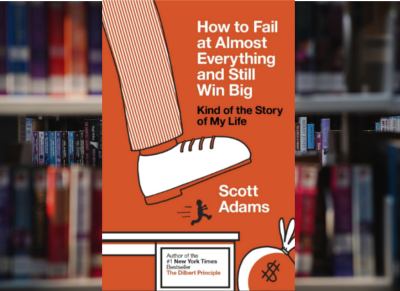 How to Fail
at Almost
Everything
and Still
Win Big
Kind of the Story
of My Life
Scott
Adams
Author of the
#1 New York Times
Bestseller
The Dilbert Principle